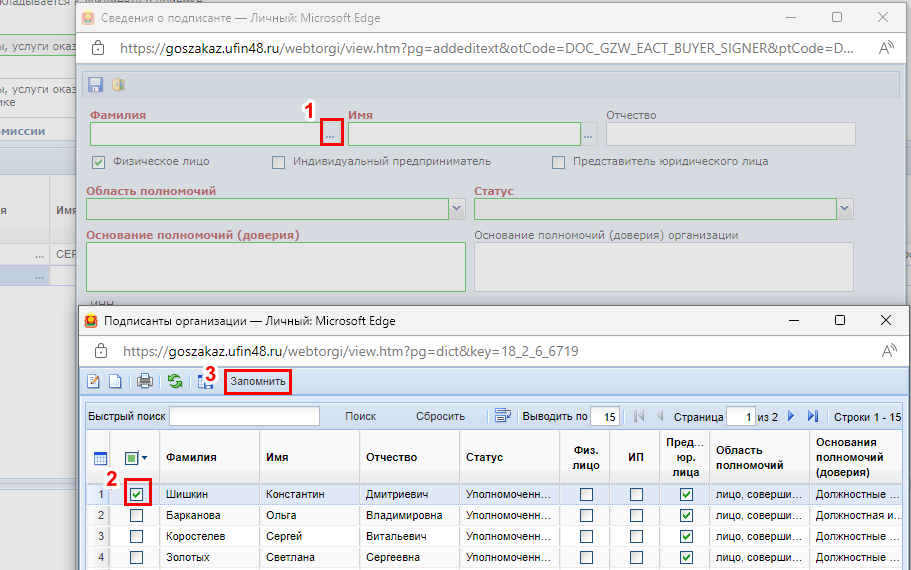 кладывается к документу о приемке
Сведения о подписанте — Личный: Microsoft Edge
https://goszakaz.ufin48.ru/webtorgi/view.htm?pg=addeditext&otCode=DOC_GZW_EACT_BUYER_SIGNER&ptCode=D...
ы, услуги оказ
ы, услуги оказ
ике
омиссии
1
Фамилия
Имя
Отчество
...
...
Физическое лицо
Индивидуальный предприниматель
Представитель юридического лица
Область полномочий
Статус
я
Имя
Основание полномочий (доверия)
Основание полномочий (доверия) организации
...
СЕР
...
ИНН
Подписанты организации — Личный: Microsoft Edge
https://goszakaz.ufin48.ru/webtorgi/view.htm?pg=dict&key=18_2_6_6719
3
Запомнить
Быстрый поиск
Поиск
Сбросить
Выводить по
15
Страница
1
из 2
Строки 1 - 15
Фамилия
Имя
Отчество
Статус
Физ. лицо
ИП
Пред... юр. лица
Область полномочий
Основания полномочий (доверия)
2
1 Шишкин Константин Дмитриевич Уполномоченн... лицо, соверши... Должностные ...
2 Барканова Ольга Владимировна Уполномоченн... лицо, соверши... Должностная и...
3 Коростелев Сергей Витальевич Уполномоченн... лицо, соверши... Должностные ...
4 Золотых Светлана Сергеевна Уполномоченн... лицо, соверши... Должностные ...